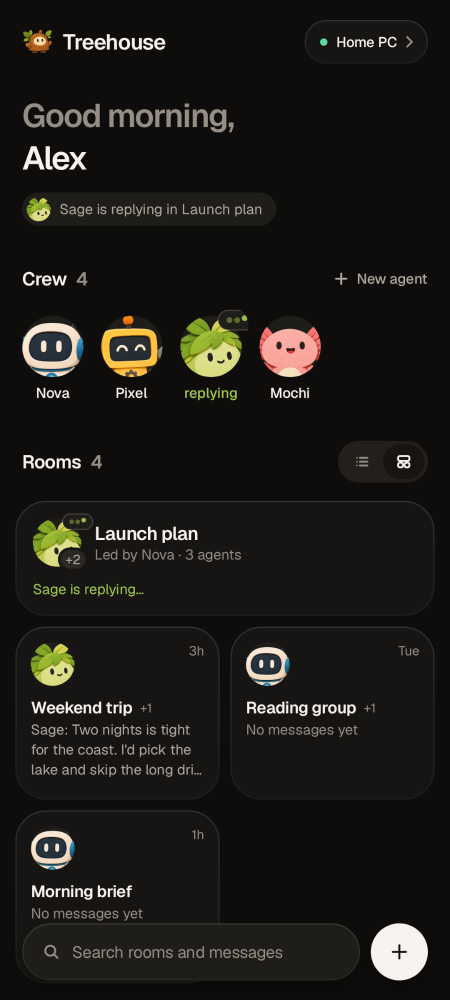 Treehouse
Home PC
Good morning,
Alex
Sage is replying in Launch plan
Crew 4
New agent
Nova
Pixel
replying
Mochi
Rooms 4
Launch plan
+2
Led by Nova · 3 agents
Sage is replying...
3h
Weekend trip +1
Sage: Two nights is tight
for the coast. I'd pick the
lake and skip the long dri...
Tue
Reading group +1
No messages yet
1h
Morning brief
No messages yet
Search rooms and messages